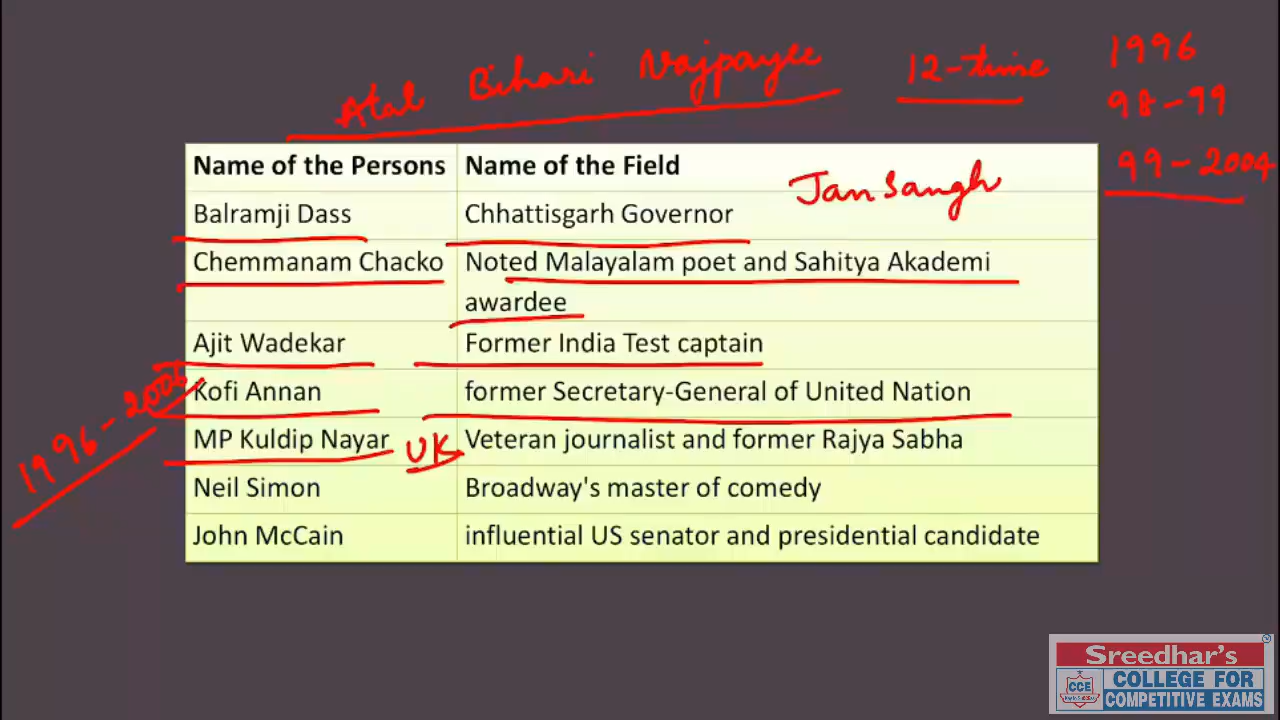 Atal Bihari Vajpayee 12-time 1996
98-99
99-2004
Name of the Persons Name of the Field
Jan Sangh
Balramji Dass Chhattisgarh Governor
Chemmanam Chacko Noted Malayalam poet and Sahitya Akademi
awardee
Ajit Wadekar Former India Test captain
Kofi Annan former Secretary-General of United Nation
1996-2006
MP Kuldip Nayar UK Veteran journalist and former Rajya Sabha
Neil Simon Broadway's master of comedy
John McCain influential US senator and presidential candidate
Sreedhar's
CCE
COLLEGE FOR
COMPETITIVE EXAMS